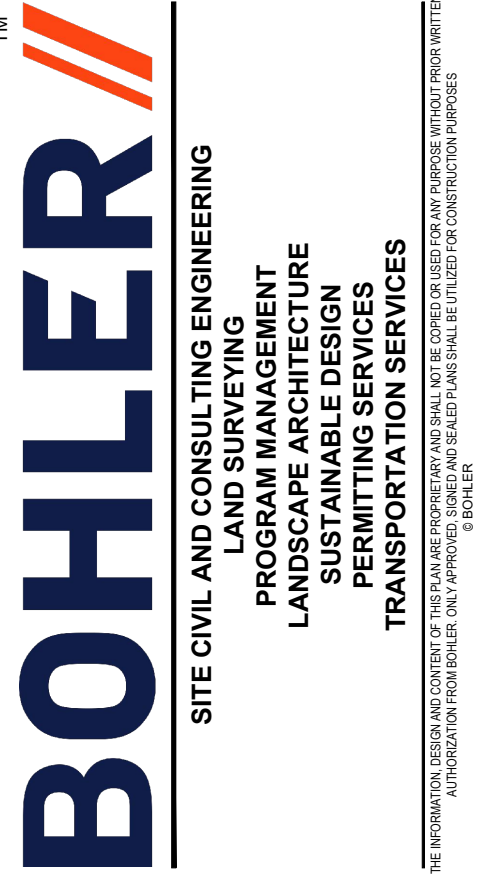 BOHLER//
TM
SITE CIVIL AND CONSULTING ENGINEERING
LAND SURVEYING
PROGRAM MANAGEMENT
LANDSCAPE ARCHITECTURE
SUSTAINABLE DESIGN
PERMITTING SERVICES
TRANSPORTATION SERVICES
THE INFORMATION, DESIGN AND CONTENT OF THIS PLAN ARE PROPRIETARY AND SHALL NOT BE COPIED OR USED FOR ANY PURPOSE WITHOUT PRIOR WRITTEN
AUTHORIZATION FROM BOHLER. ONLY APPROVED, SIGNED AND SEALED PLANS SHALL BE UTILIZED FOR CONSTRUCTION PURPOSES
© BOHLER